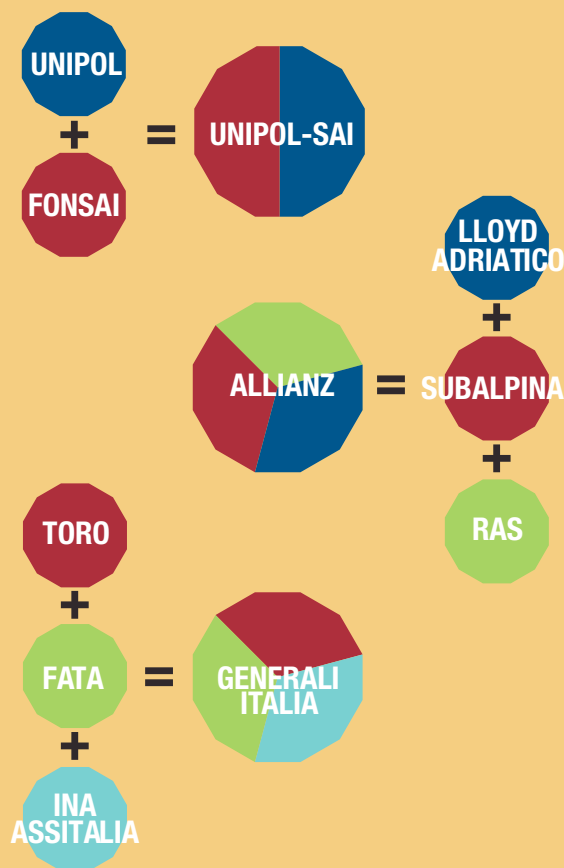 UNIPOL
+
FONSAI
=
UNIPOL-SAI
LLOYD
ADRIATICO
+
SUBALPINA
+
RAS
=
ALLIANZ
TORO
+
FATA
+
INA
ASSITALIA
=
GENERALI
ITALIA